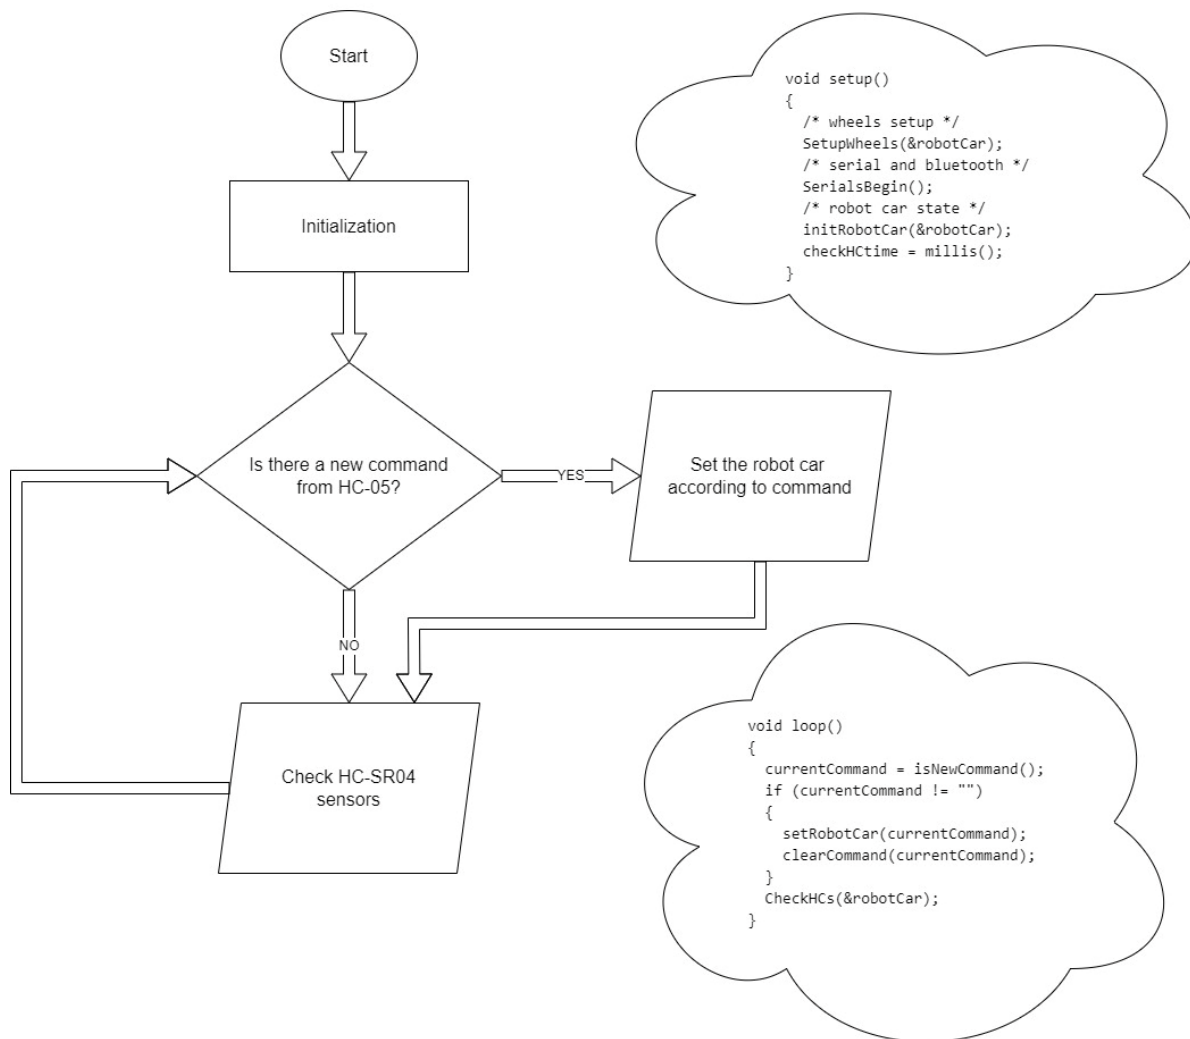 Start
Initialization
Is there a new command
from HC-05?
YES
Set the robot car
according to command
NO
Check HC-SR04
sensors
void setup()
{
/* wheels setup */
SetupWheels(&robotCar);
/* serial and bluetooth */
SerialsBegin();
/* robot car state */
initRobotCar(&robotCar);
checkHCtime = millis();
}
void loop()
{
currentCommand = isNewCommand();
if (currentCommand != "")
{
setRobotCar(currentCommand);
clearCommand(currentCommand);
}
CheckHCs(&robotCar);
}